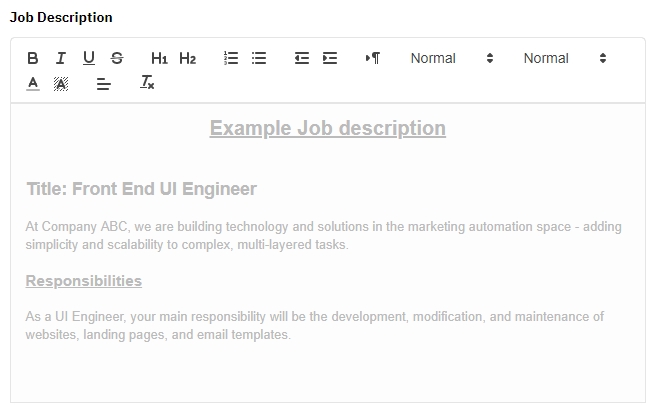 Job Description
B I U S H1 H2 Normal Normal
A A Tx
Example Job description
Title: Front End UI Engineer
At Company ABC, we are building technology and solutions in the marketing automation space - adding
simplicity and scalability to complex, multi-layered tasks.
Responsibilities
As a UI Engineer, your main responsibility will be the development, modification, and maintenance of
websites, landing pages, and email templates.